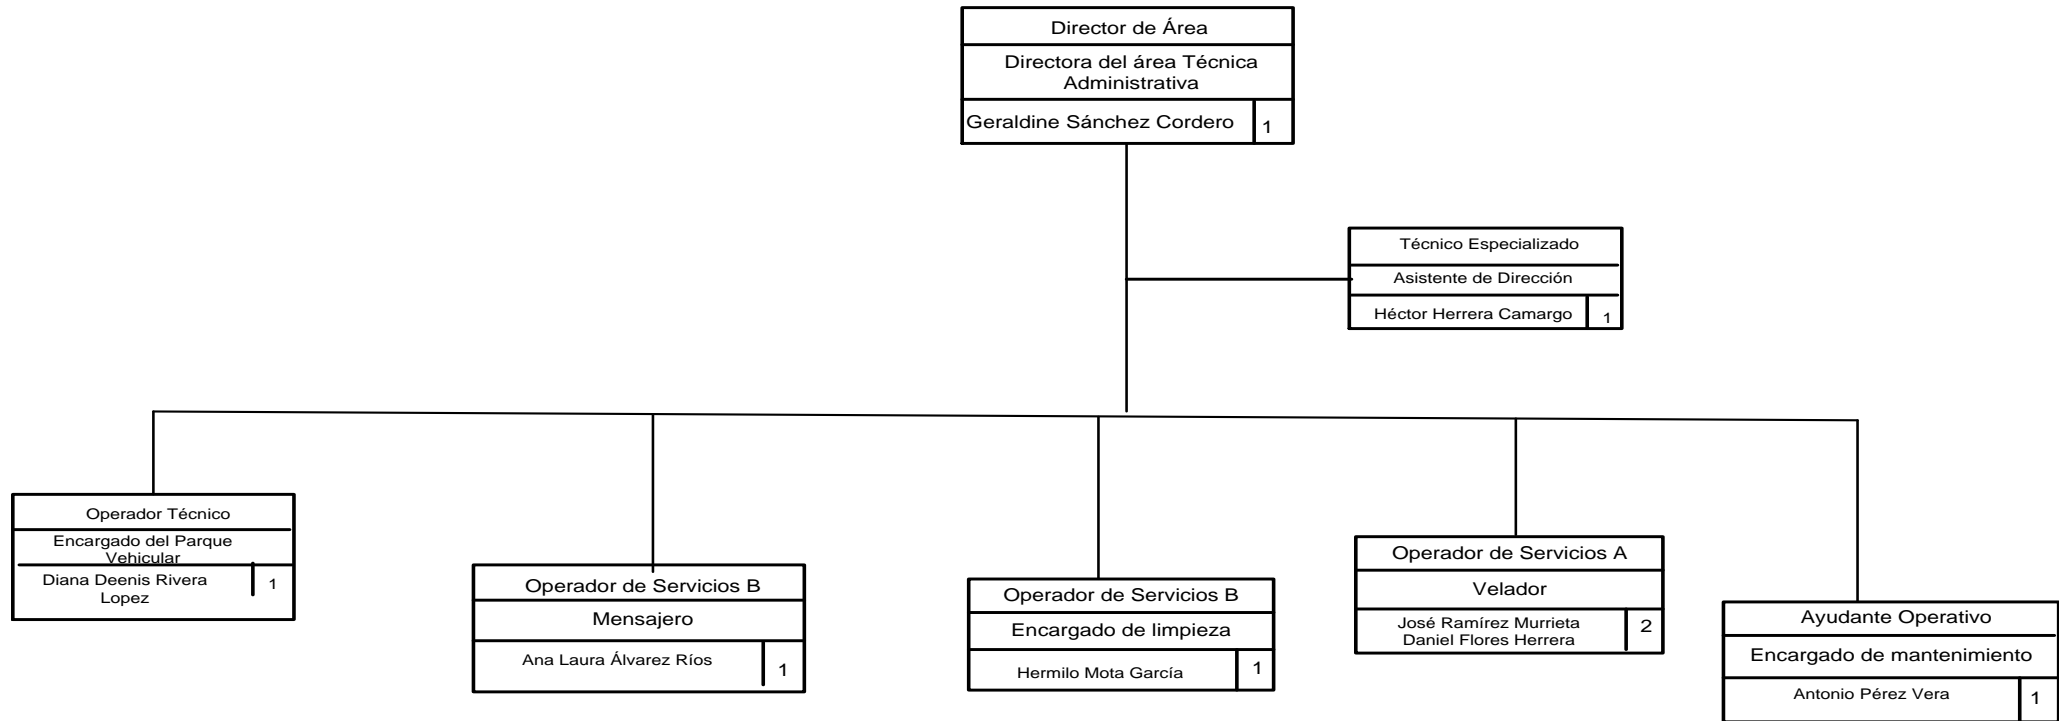 Director de Área
Directora del área Técnica
Administrativa
Geraldine Sánchez Cordero 1
Técnico Especializado
Asistente de Dirección
Héctor Herrera Camargo 1
Operador Técnico
Encargado del Parque
Vehicular
Diana Deenis Rivera
Lopez
1
Operador de Servicios B
Mensajero
Ana Laura Álvarez Ríos 1
Operador de Servicios B
Encargado de limpieza
Hermilo Mota García 1
Operador de Servicios A
Velador
José Ramírez Murrieta
Daniel Flores Herrera
2
Ayudante Operativo
Encargado de mantenimiento
Antonio Pérez Vera 1